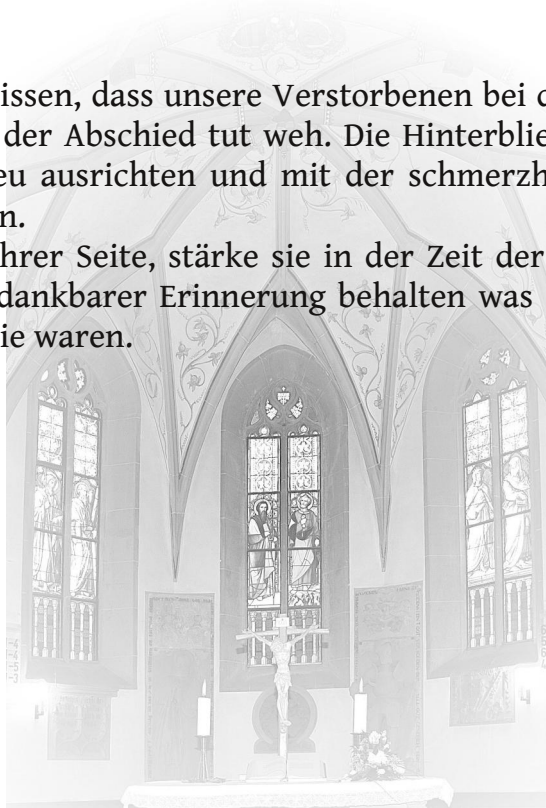 issen, dass unsere Verstorbenen bei
der Abschied tut weh. Die Hinterblie
eu ausrichten und mit der schmerzh
n.
hrer Seite, stärke sie in der Zeit der
dankbarer Erinnerung behalten was
ie waren.